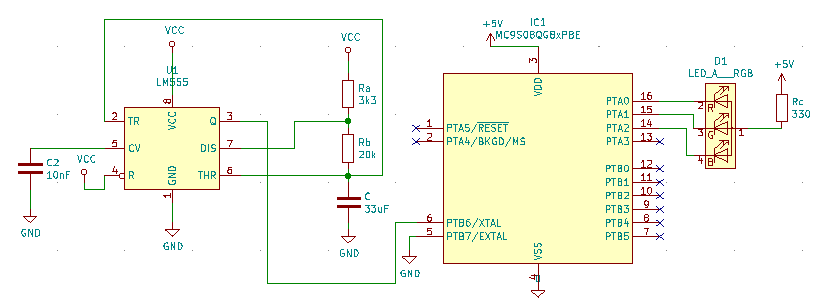 VCC
U1
LM555
2
TR
VCC
8
Q
3
5
CV
DIS
7
4
R
GND
THR
6
1
GND
VCC
C2
10nF
GND
VCC
Ra
3k3
Rb
20k
C
33uF
GND
+5V
IC1
MC9S08QG8xPBE
3
VDD
1
PTA5/RESET
2
PTA4/BKGD/MS
6
PTB6/XTAL
5
PTB7/EXTAL
GND
VSS
4
PTA0
16
PTA1
15
PTA2
14
PTA3
13
PTB0
12
PTB1
11
PTB2
10
PTB3
9
PTB4
8
PTB5
7
D1
LED_A___RGB
2
R
3
G
4
B
1
+5V
Rc
330